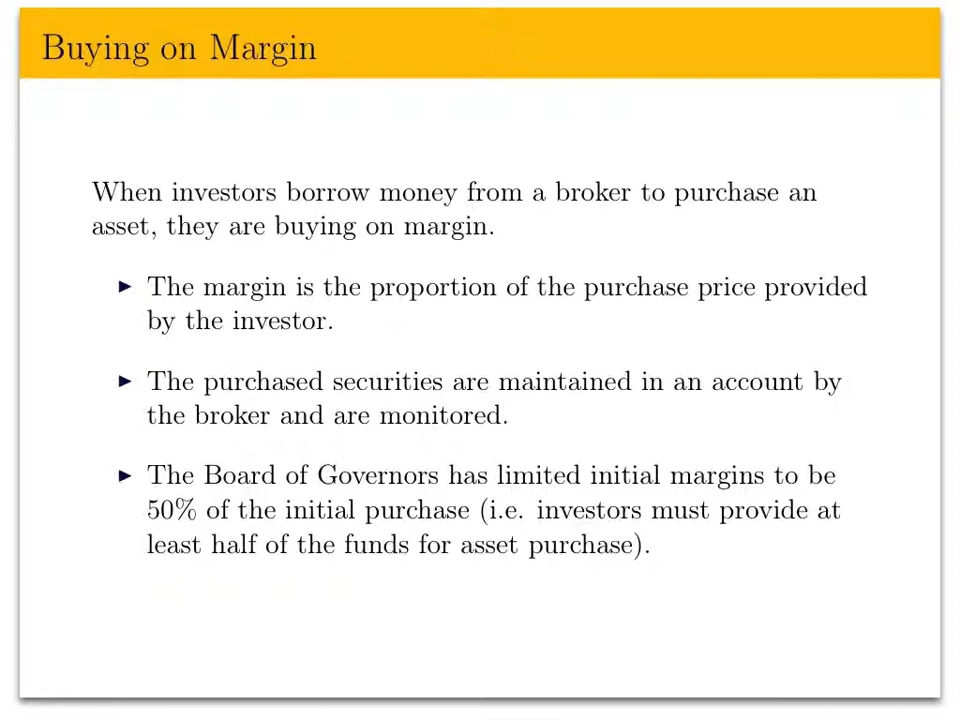 Buying on Margin
When investors borrow money from a broker to purchase an
asset, they are buying on margin.
▶ The margin is the proportion of the purchase price provided
by the investor.
▶ The purchased securities are maintained in an account by
the broker and are monitored.
▶ The Board of Governors has limited initial margins to be
50% of the initial purchase (i.e. investors must provide at
least half of the funds for asset purchase).